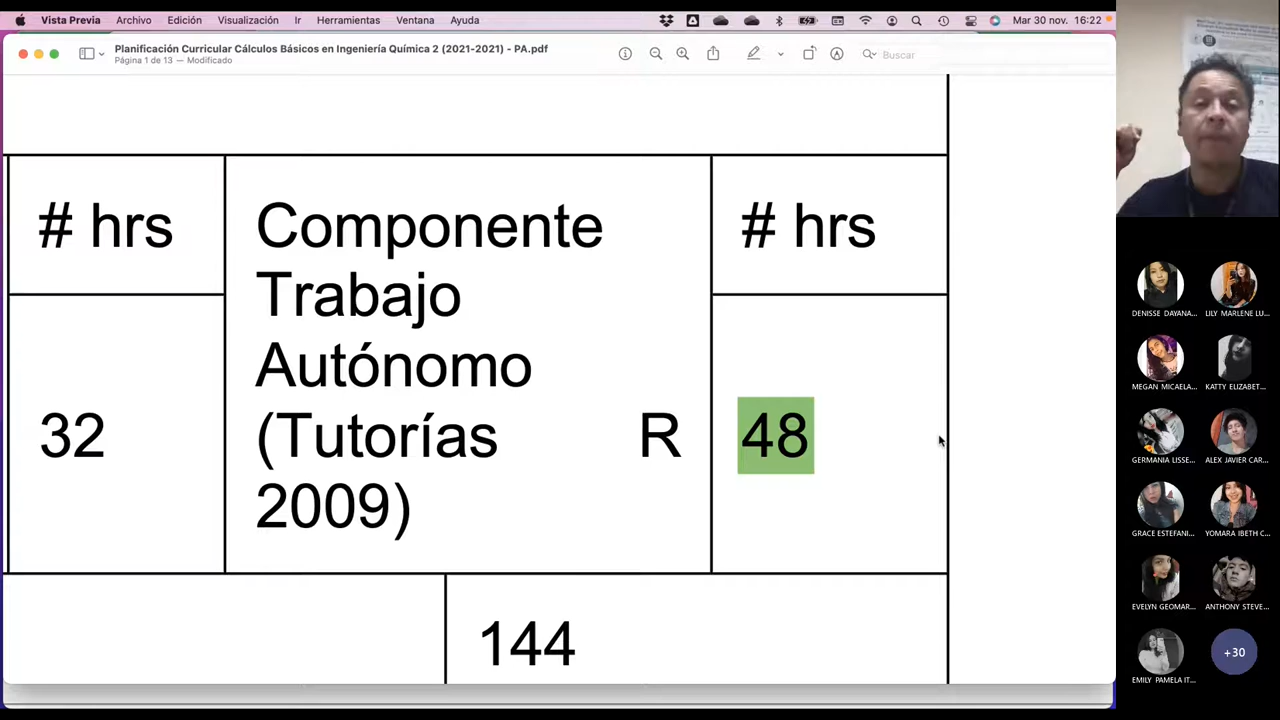 Vista Previa Archivo Edición Visualización Ir Herramientas Ventana Ayuda Mar 30 nov. 16:22
Planificación Curricular Cálculos Básicos en Ingeniería Química 2 (2021-2021) - PA.pdf
Página 1 de 13 — Modificado
Buscar
# hrs
Componente
Trabajo
Autónomo
(Tutorías R
2009)
# hrs
32
48
144
DENISSE DAYANA...
LILY MARLENE LU...
MEGAN MICAELA...
KATTY ELIZABET...
GERMANIA LISSE...
ALEX JAVIER CAR...
GRACE ESTEFANI...
YOMARA IBETH C...
EVELYN GEOMAR...
ANTHONY STEVE...
EMILY PAMELA IT...
+30